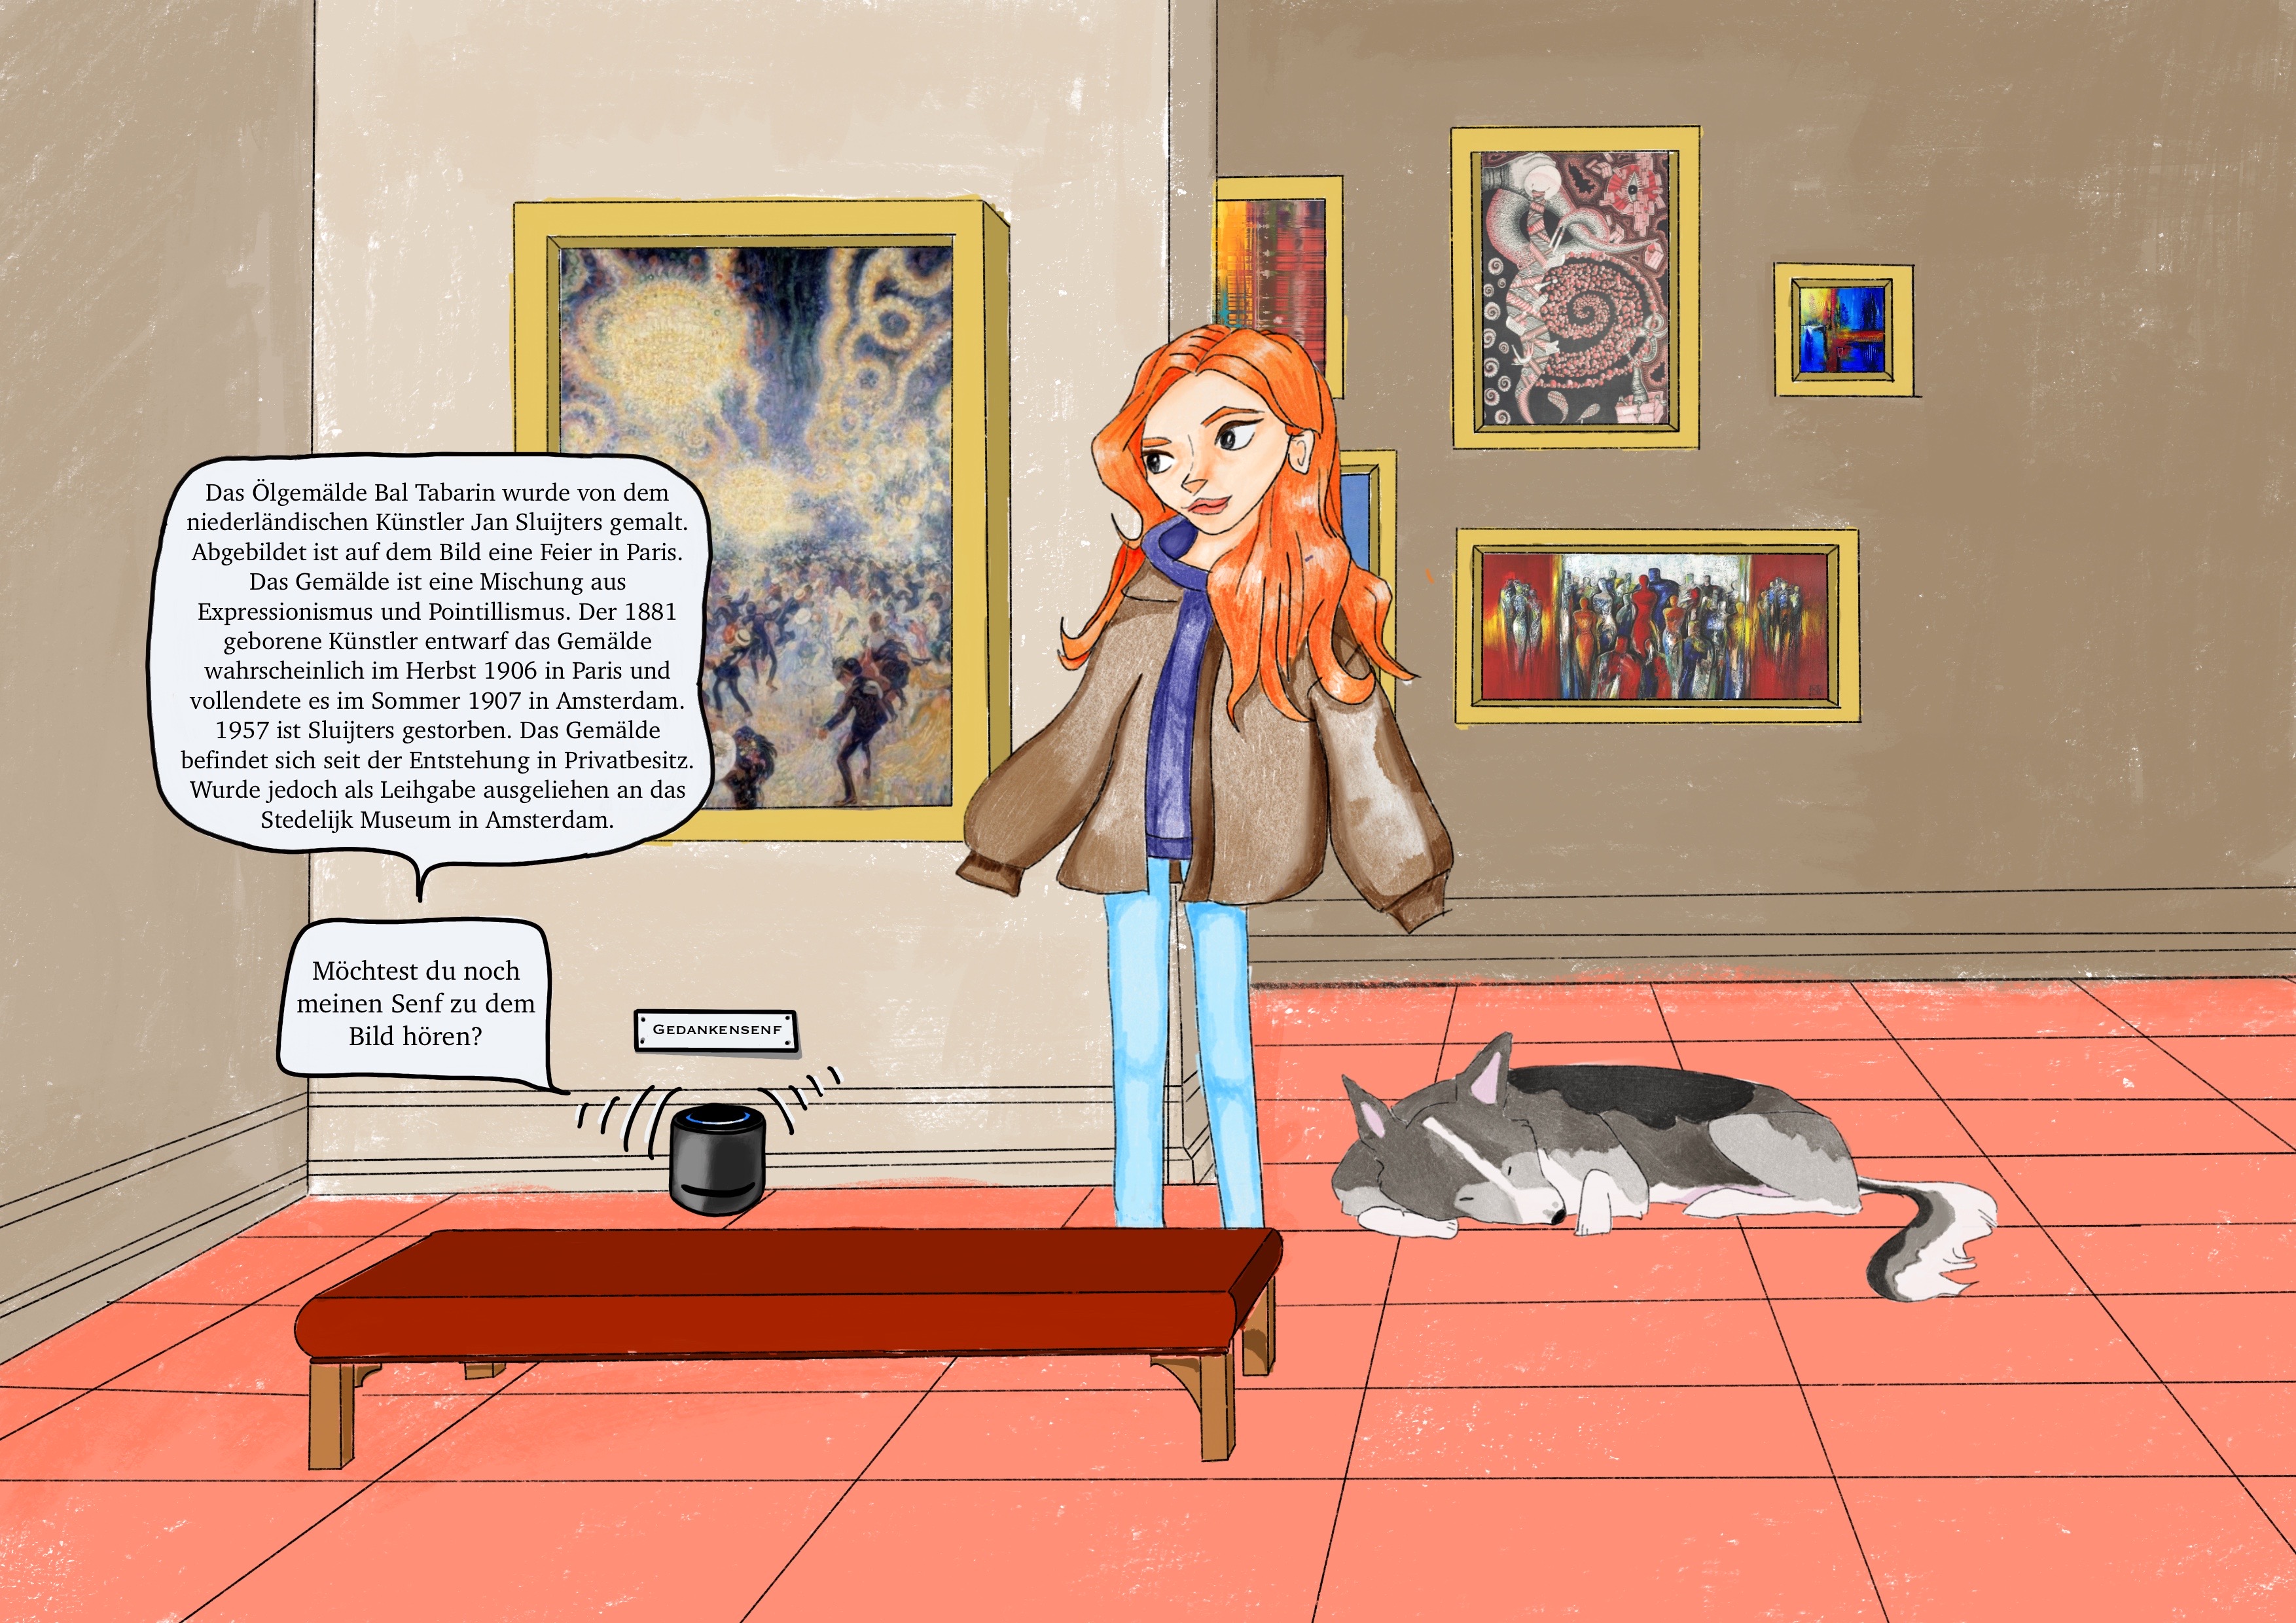 Das Ölgemälde Bal Tabarin wurde von dem
niederländischen Künstler Jan Sluijters gemalt.
Abgebildet ist auf dem Bild eine Feier in Paris.
Das Gemälde ist eine Mischung aus
Expressionismus und Pointillismus. Der 1881
geborene Künstler entwarf das Gemälde
wahrscheinlich im Herbst 1906 in Paris und
vollendete es im Sommer 1907 in Amsterdam.
1957 ist Sluijters gestorben. Das Gemälde
befindet sich seit der Entstehung in Privatbesitz.
Wurde jedoch als Leihgabe ausgeliehen an das
Stedelijk Museum in Amsterdam.
Möchtest du noch
meinen Senf zu dem
Bild hören?
GEDANKENSENF